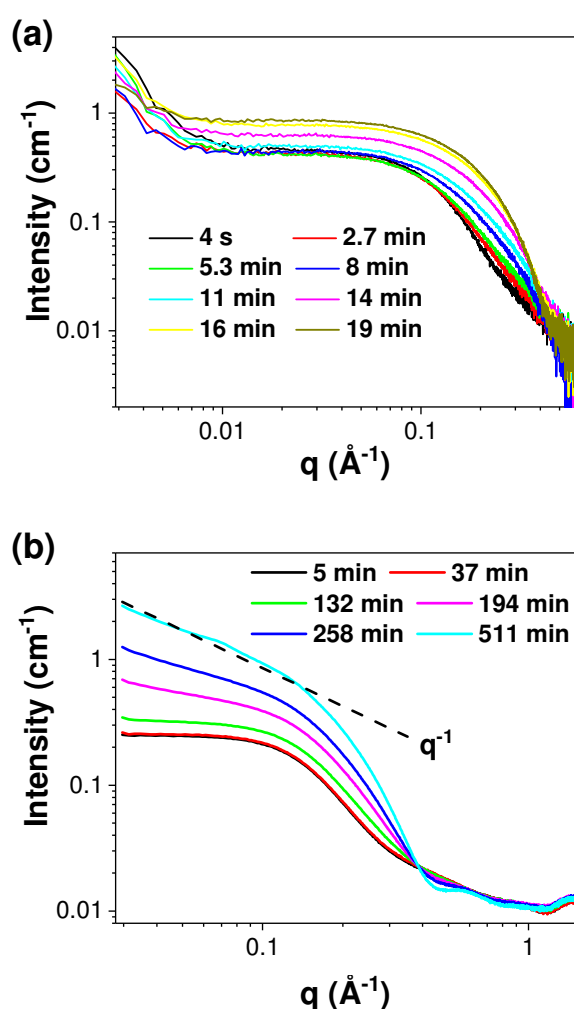 (a)
Intensity (cm⁻¹)
1
0.1
0.01
4 s 2.7 min
5.3 min 8 min
11 min 14 min
16 min 19 min
0.01 0.1
q (Å⁻¹)
(b)
Intensity (cm⁻¹)
1
0.1
0.01
5 min 37 min
132 min 194 min
258 min 511 min
q⁻¹
0.1 1
q (Å⁻¹)